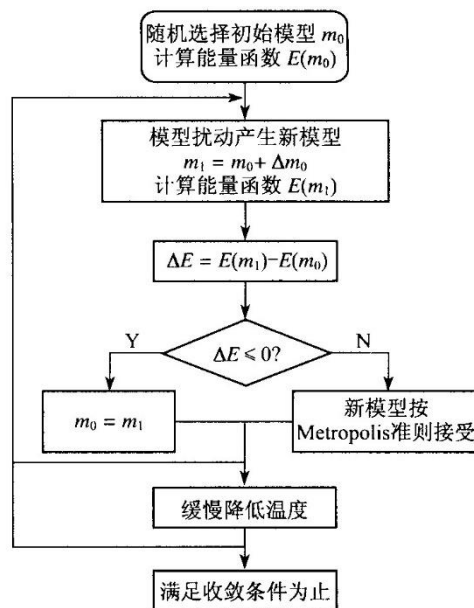 随机选择初始模型 m₀
计算能量函数 E(m₀)
模型扰动产生新模型
m₁ = m₀ + Δm₀
计算能量函数 E(m₁)
ΔE = E(m₁)−E(m₀)
ΔE ≤ 0?
Y
N
m₀ = m₁
新模型按
Metropolis准则接受
缓慢降低温度
满足收敛条件为止